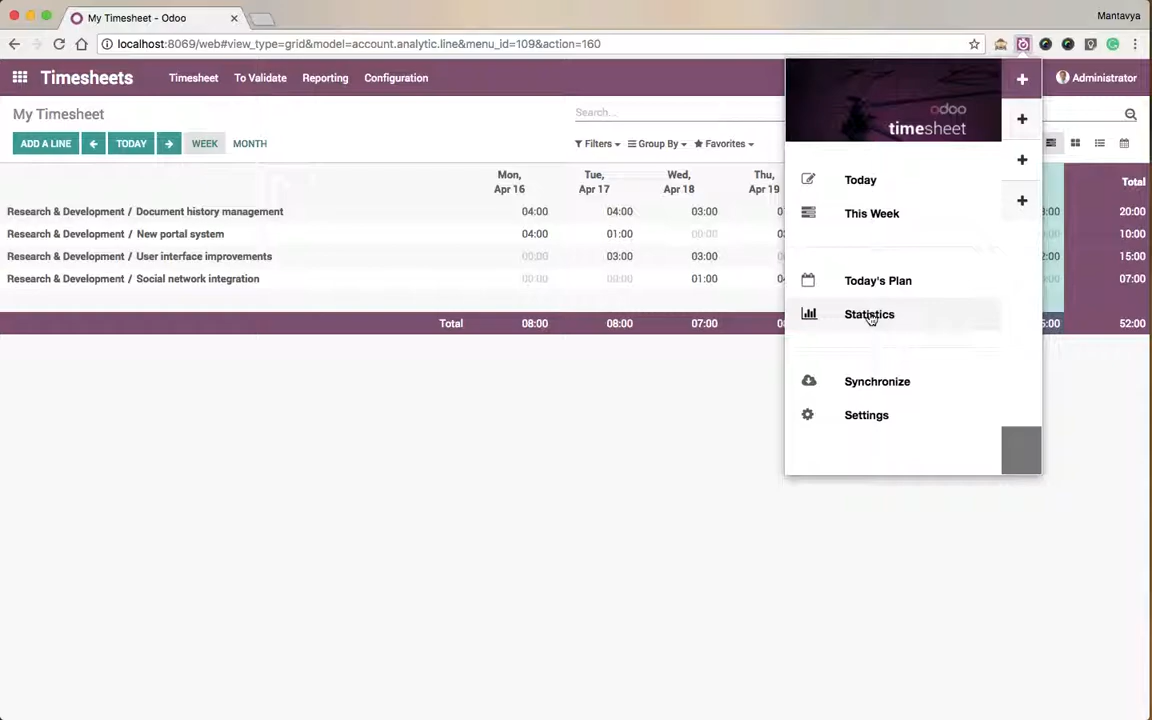 My Timesheet - Odoo
Mantavya
localhost:8069/web#view_type=grid&model=account.analytic.line&menu_id=109&action=160
Timesheets Timesheet To Validate Reporting Configuration Administrator
My Timesheet Search...
ADD A LINE TODAY WEEK MONTH Filters Group By Favorites
odoo
timesheet
Today
This Week
Today's Plan
Statistics
Synchronize
Settings
Mon, Apr 16 Tue, Apr 17 Wed, Apr 18 Thu, Apr 19 Total
Research & Development / Document history management 04:00 04:00 03:00 20:00
Research & Development / New portal system 04:00 01:00 00:00 10:00
Research & Development / User interface improvements 00:00 03:00 03:00 15:00
Research & Development / Social network integration 00:00 00:00 01:00 07:00
Total 08:00 08:00 07:00 52:00